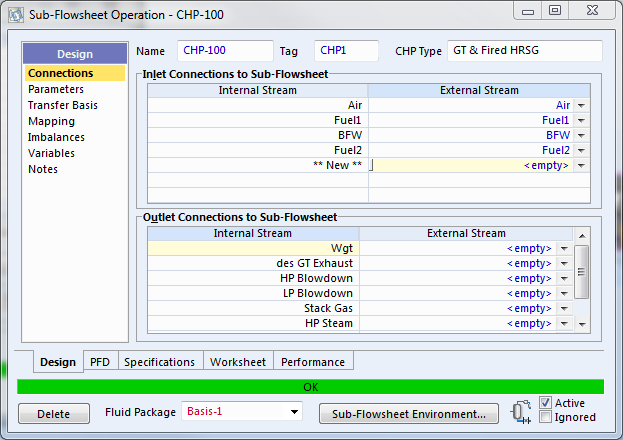 Sub-Flowsheet Operation - CHP-100
Design
Connections
Parameters
Transfer Basis
Mapping
Imbalances
Variables
Notes
Name CHP-100 Tag CHP1 CHP Type GT & Fired HRSG
Inlet Connections to Sub-Flowsheet
Internal Stream External Stream
Air Air
Fuel1 Fuel1
BFW BFW
Fuel2 Fuel2
** New ** <empty>
Outlet Connections to Sub-Flowsheet
Internal Stream External Stream
Wgt <empty>
des GT Exhaust <empty>
HP Blowdown <empty>
LP Blowdown <empty>
Stack Gas <empty>
HP Steam <empty>
Design PFD Specifications Worksheet Performance
OK
Delete Fluid Package Basis-1 Sub-Flowsheet Environment... Active
Ignored